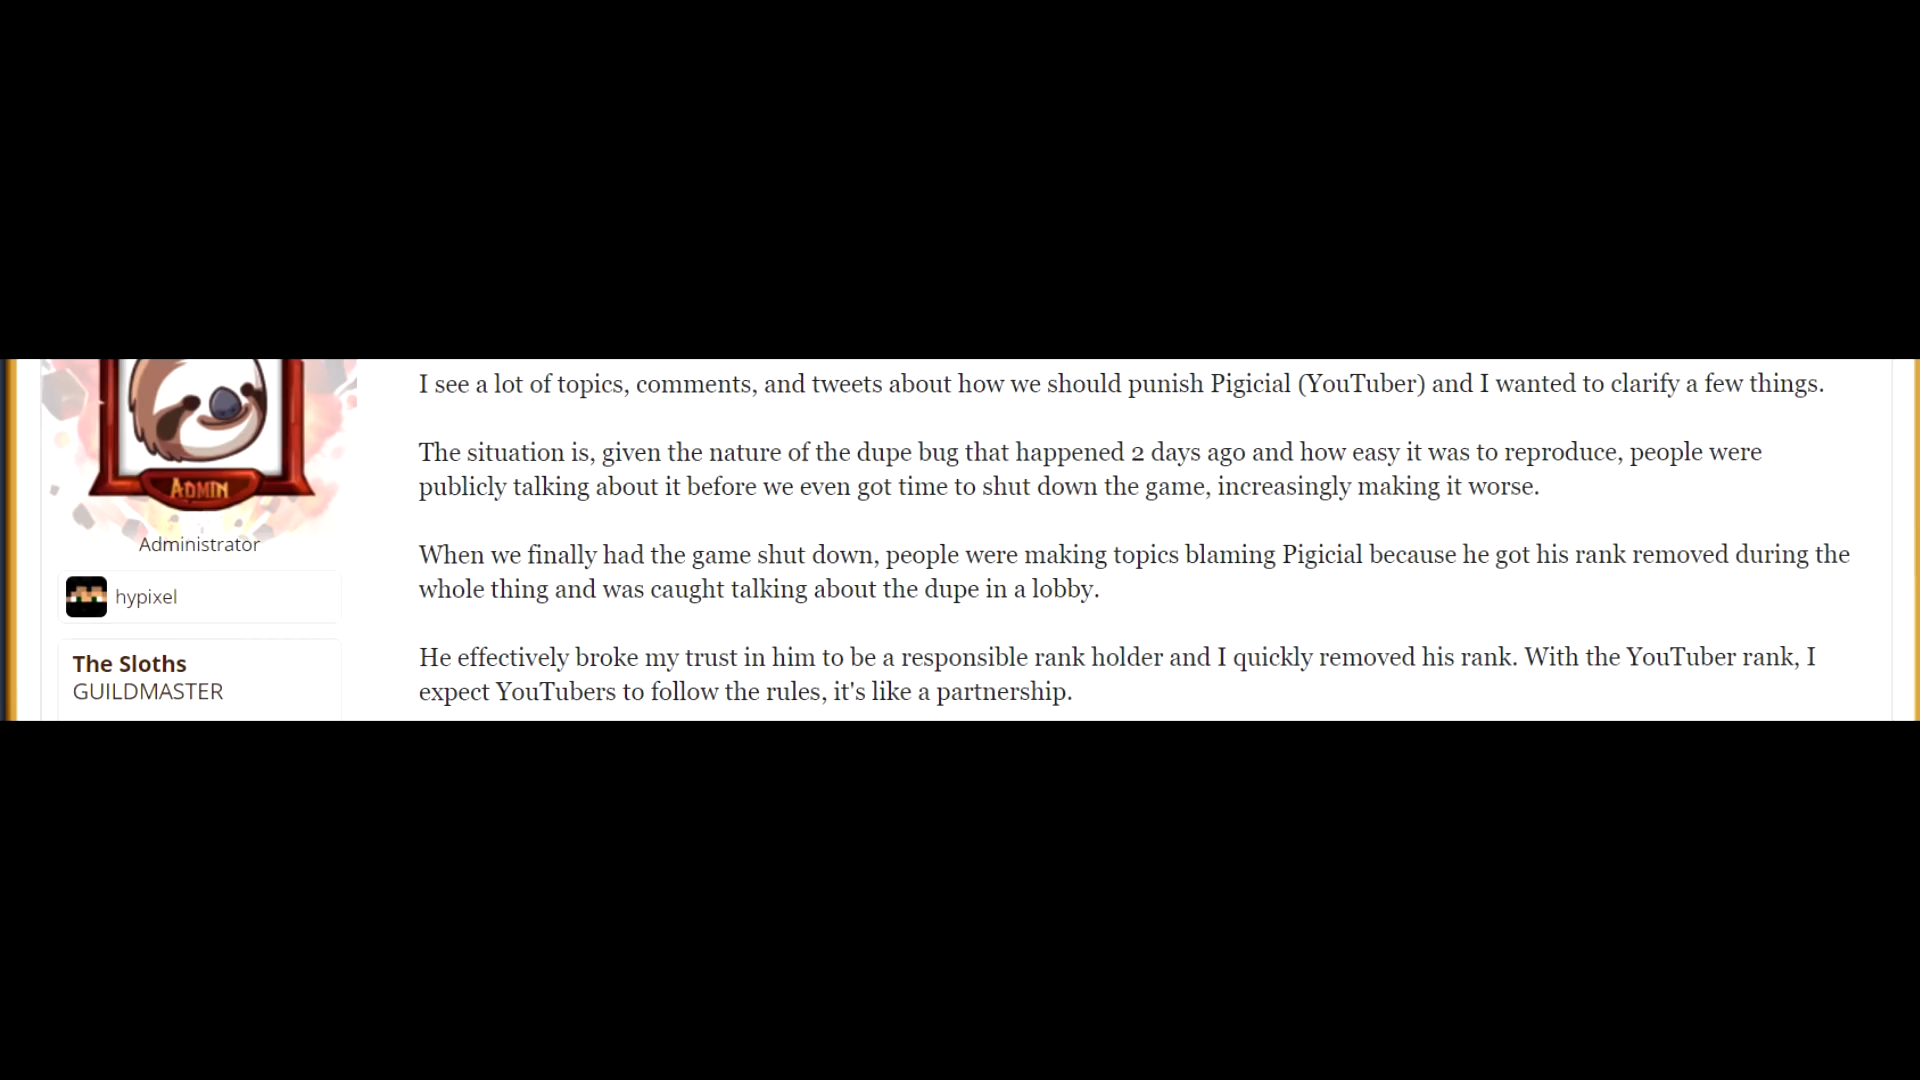 ADMIN
Administrator
hypixel
The Sloths
GUILDMASTER
I see a lot of topics, comments, and tweets about how we should punish Pigicial (YouTuber) and I wanted to clarify a few things.
The situation is, given the nature of the dupe bug that happened 2 days ago and how easy it was to reproduce, people were
publicly talking about it before we even got time to shut down the game, increasingly making it worse.
When we finally had the game shut down, people were making topics blaming Pigicial because he got his rank removed during the
whole thing and was caught talking about the dupe in a lobby.
He effectively broke my trust in him to be a responsible rank holder and I quickly removed his rank. With the YouTuber rank, I
expect YouTubers to follow the rules, it's like a partnership.